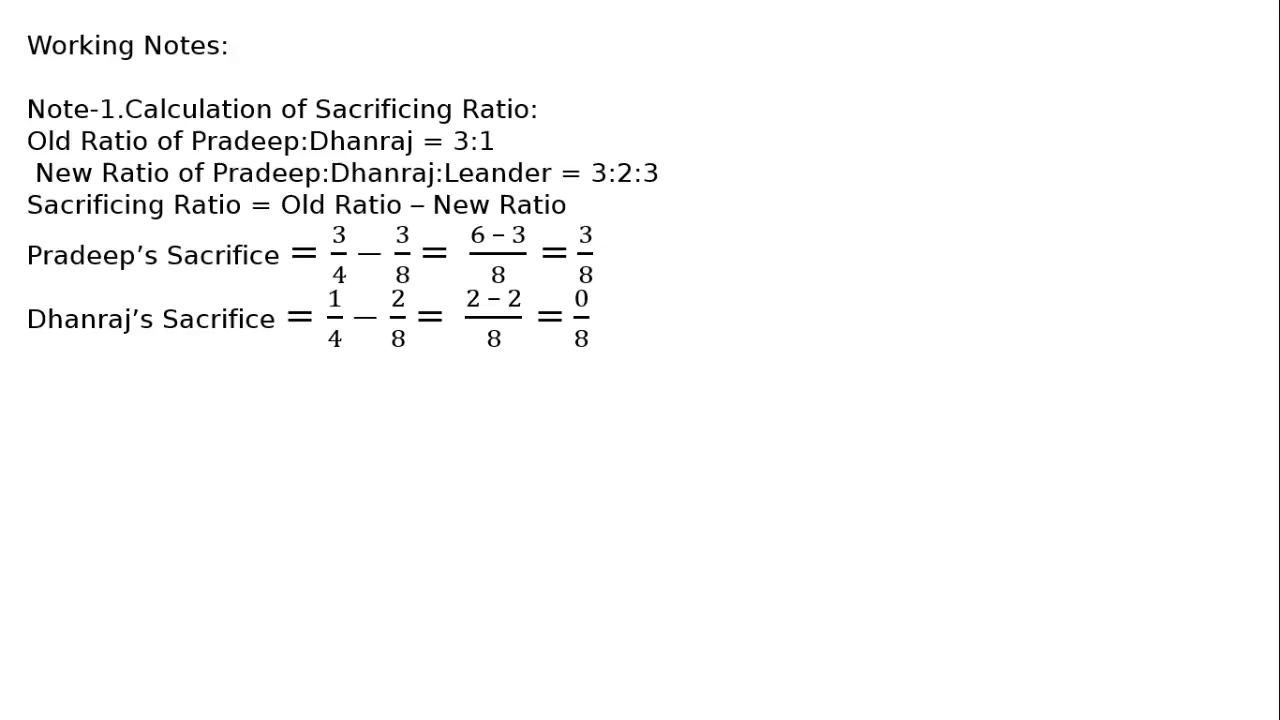 Working Notes:
Note-1.Calculation of Sacrificing Ratio:
Old Ratio of Pradeep:Dhanraj = 3:1
New Ratio of Pradeep:Dhanraj:Leander = 3:2:3
Sacrificing Ratio = Old Ratio – New Ratio
Pradeep’s Sacrifice = 3/4 − 3/8 = 6 − 3/8 = 3/8
Dhanraj’s Sacrifice = 1/4 − 2/8 = 2 − 2/8 = 0/8